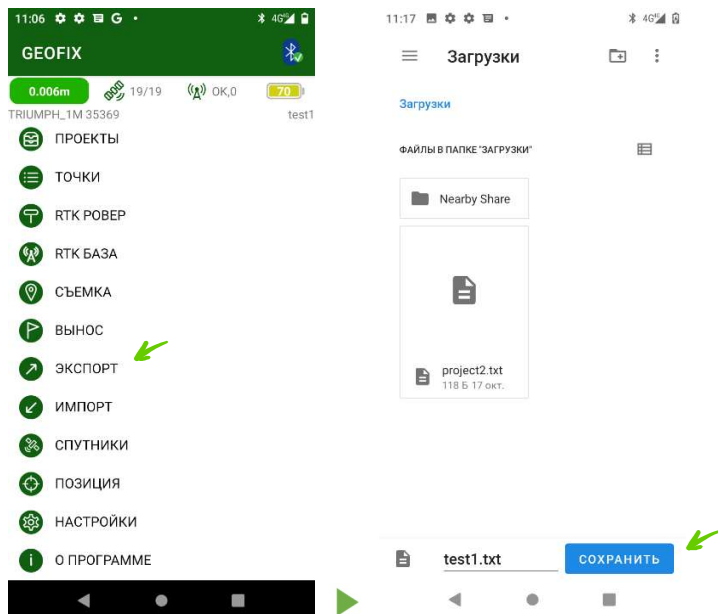 11:06 G
4G
GEOFIX
0.006m 19/19 OK,0 70
TRIUMPH_1M 35369 test1
ПРОЕКТЫ
ТОЧКИ
RTK РОВЕР
RTK БАЗА
СЪЕМКА
ВЫНОС
ЭКСПОРТ
ИМПОРТ
СПУТНИКИ
ПОЗИЦИЯ
НАСТРОЙКИ
О ПРОГРАММЕ
11:17
4G
Загрузки
Загрузки
ФАЙЛЫ В ПАПКЕ "ЗАГРУЗКИ"
Nearby Share
project2.txt
118 Б 17 окт.
test1.txt СОХРАНИТЬ